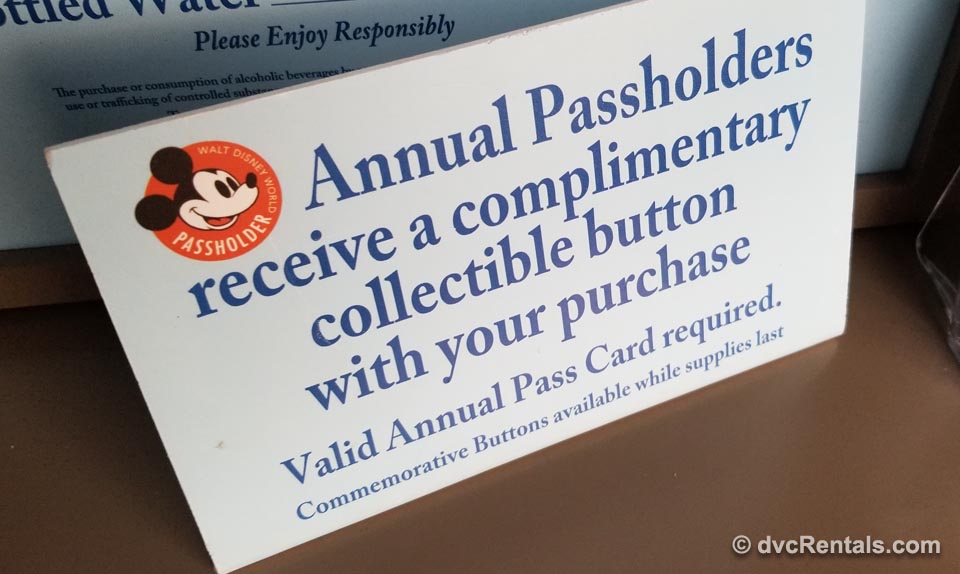 ottled Water
Please Enjoy Responsibly
The purchase or consumption of alcoholic beverages
use or trafficking of controlled
WALT DISNEY WORLD
PASSHOLDER
Annual Passholders
receive a complimentary
collectible button
with your purchase
Valid Annual Pass Card required.
Commemorative Buttons available while supplies last
© dvcRentals.com